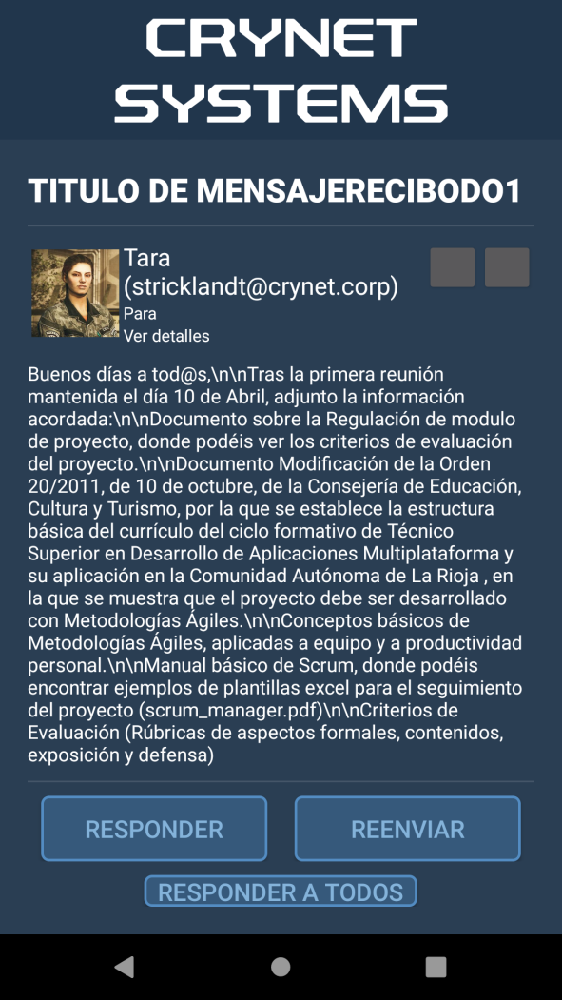 CRYNET
SYSTEMS
TITULO DE MENSAJERECIBODO1
Tara
(stricklandt@crynet.corp)
Para
Ver detalles
Buenos días a tod@s,\n\nTras la primera reunión
mantenida el día 10 de Abril, adjunto la información
acordada:\n\nDocumento sobre la Regulación de modulo
de proyecto, donde podéis ver los criterios de evaluación
del proyecto.\n\nDocumento Modificación de la Orden
20/2011, de 10 de octubre, de la Consejería de Educación,
Cultura y Turismo, por la que se establece la estructura
básica del currículo del ciclo formativo de Técnico
Superior en Desarrollo de Aplicaciones Multiplataforma y
su aplicación en la Comunidad Autónoma de La Rioja , en
la que se muestra que el proyecto debe ser desarrollado
con Metodologías Ágiles.\n\nConceptos básicos de
Metodologías Ágiles, aplicadas a equipo y a productividad
personal.\n\nManual básico de Scrum, donde podéis
encontrar ejemplos de plantillas excel para el seguimiento
del proyecto (scrum_manager.pdf)\n\nCriterios de
Evaluación (Rúbricas de aspectos formales, contenidos,
exposición y defensa)
RESPONDER
REENVIAR
RESPONDER A TODOS